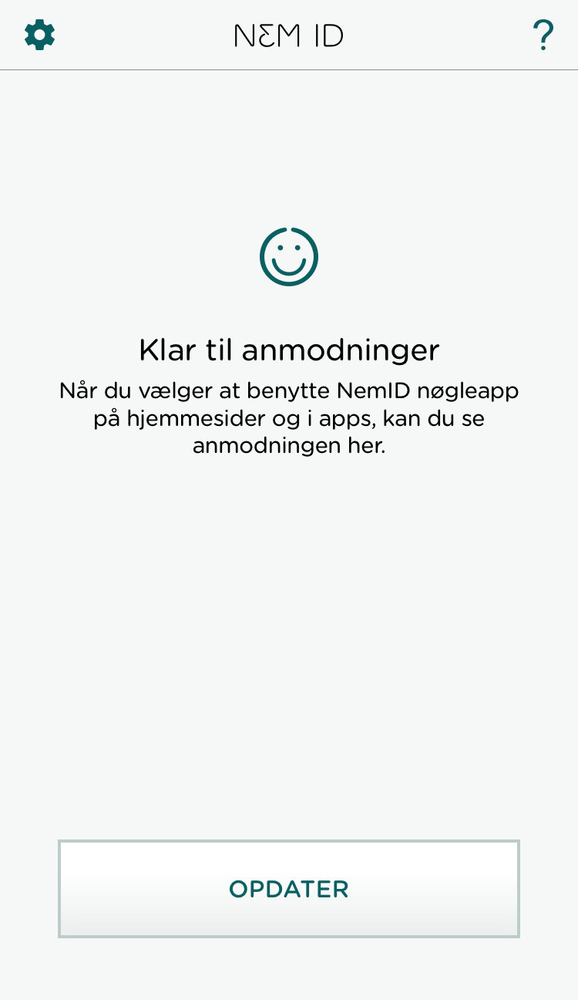 NEM ID
?
Klar til anmodninger
Når du vælger at benytte NemID nøgleapp
på hjemmesider og i apps, kan du se
anmodningen her.
OPDATER